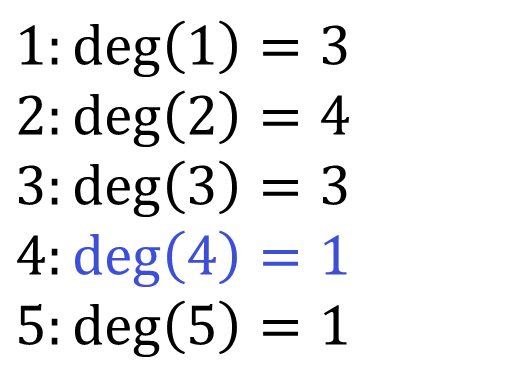 1: deg(1) = 3
2: deg(2) = 4
3: deg(3) = 3
4: deg(4) = 1
5: deg(5) = 1